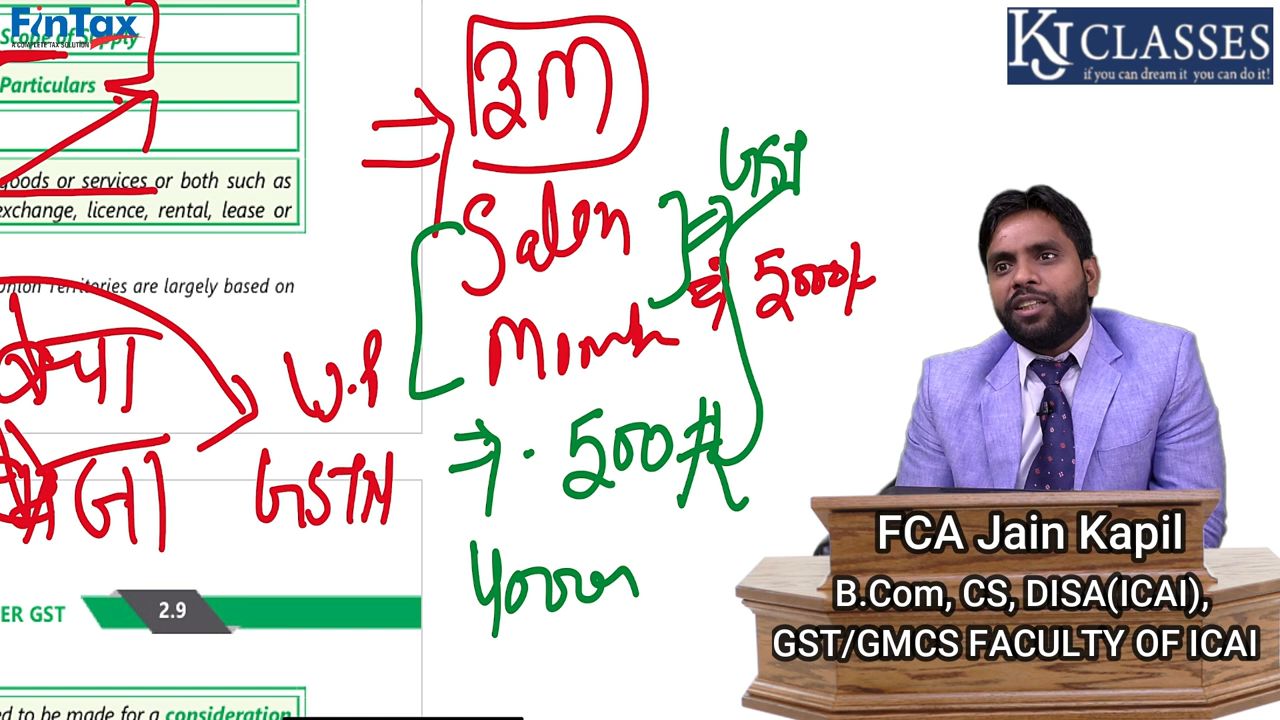 FinTax
A COMPLETE TAX SOLUTION
Scope of Supply
Particulars
goods or services or both such as
exchange, licence, rental, lease or
Union Territories are largely based on
GSTN
ER GST
2.9
ed to be made for a consideration
3M
Salon
Month
5000/-
GST
500
KJ CLASSES
if you can dream it you can do it!
FCA Jain Kapil
B.Com, CS, DISA(ICAI),
GST/GMCS FACULTY OF ICAI